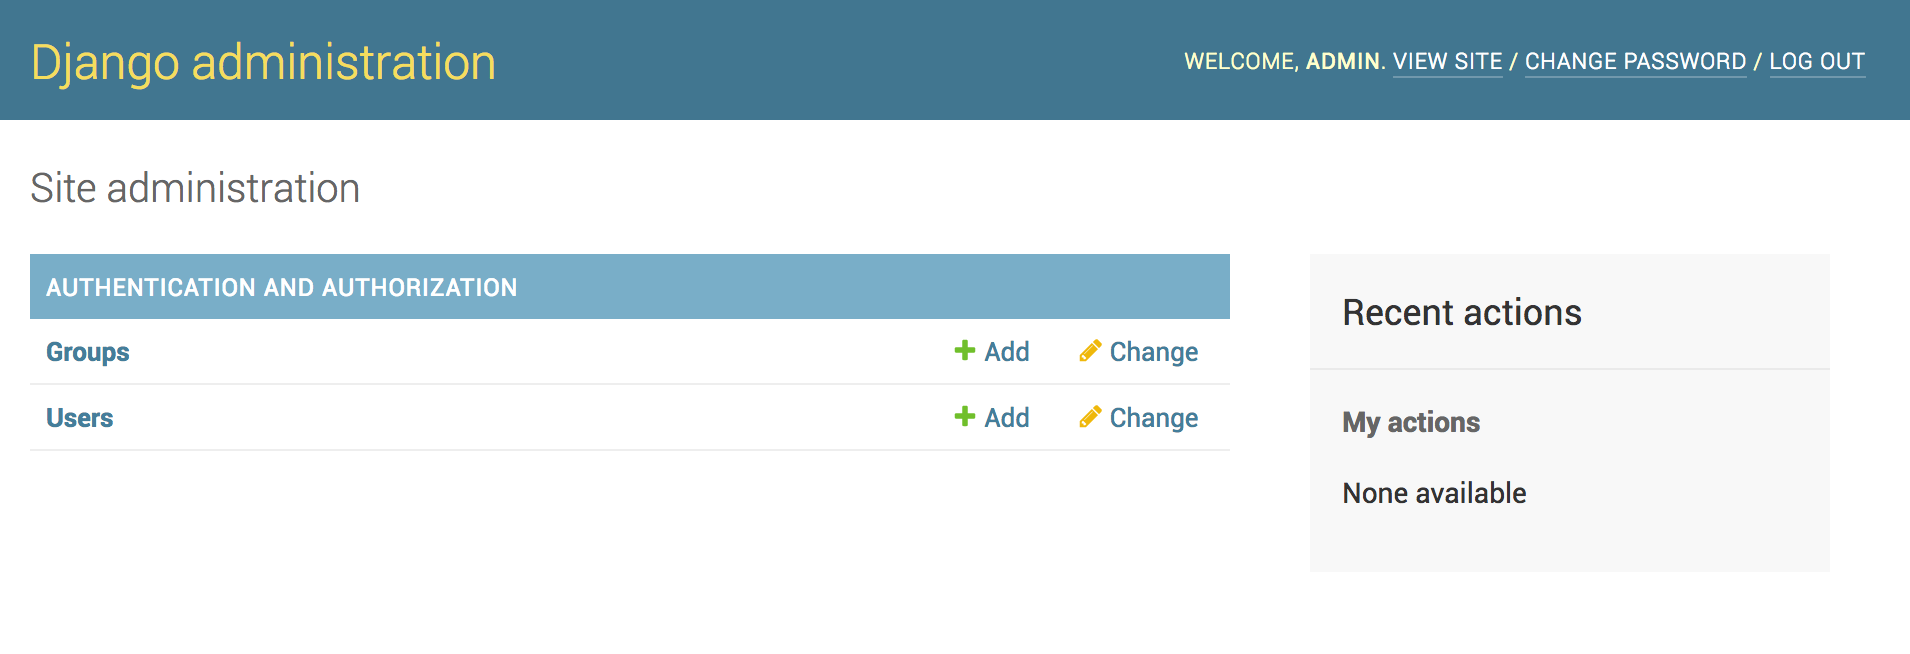 Django administration
WELCOME, ADMIN. VIEW SITE / CHANGE PASSWORD / LOG OUT
Site administration
AUTHENTICATION AND AUTHORIZATION
Groups Add Change
Users Add Change
Recent actions
My actions
None available